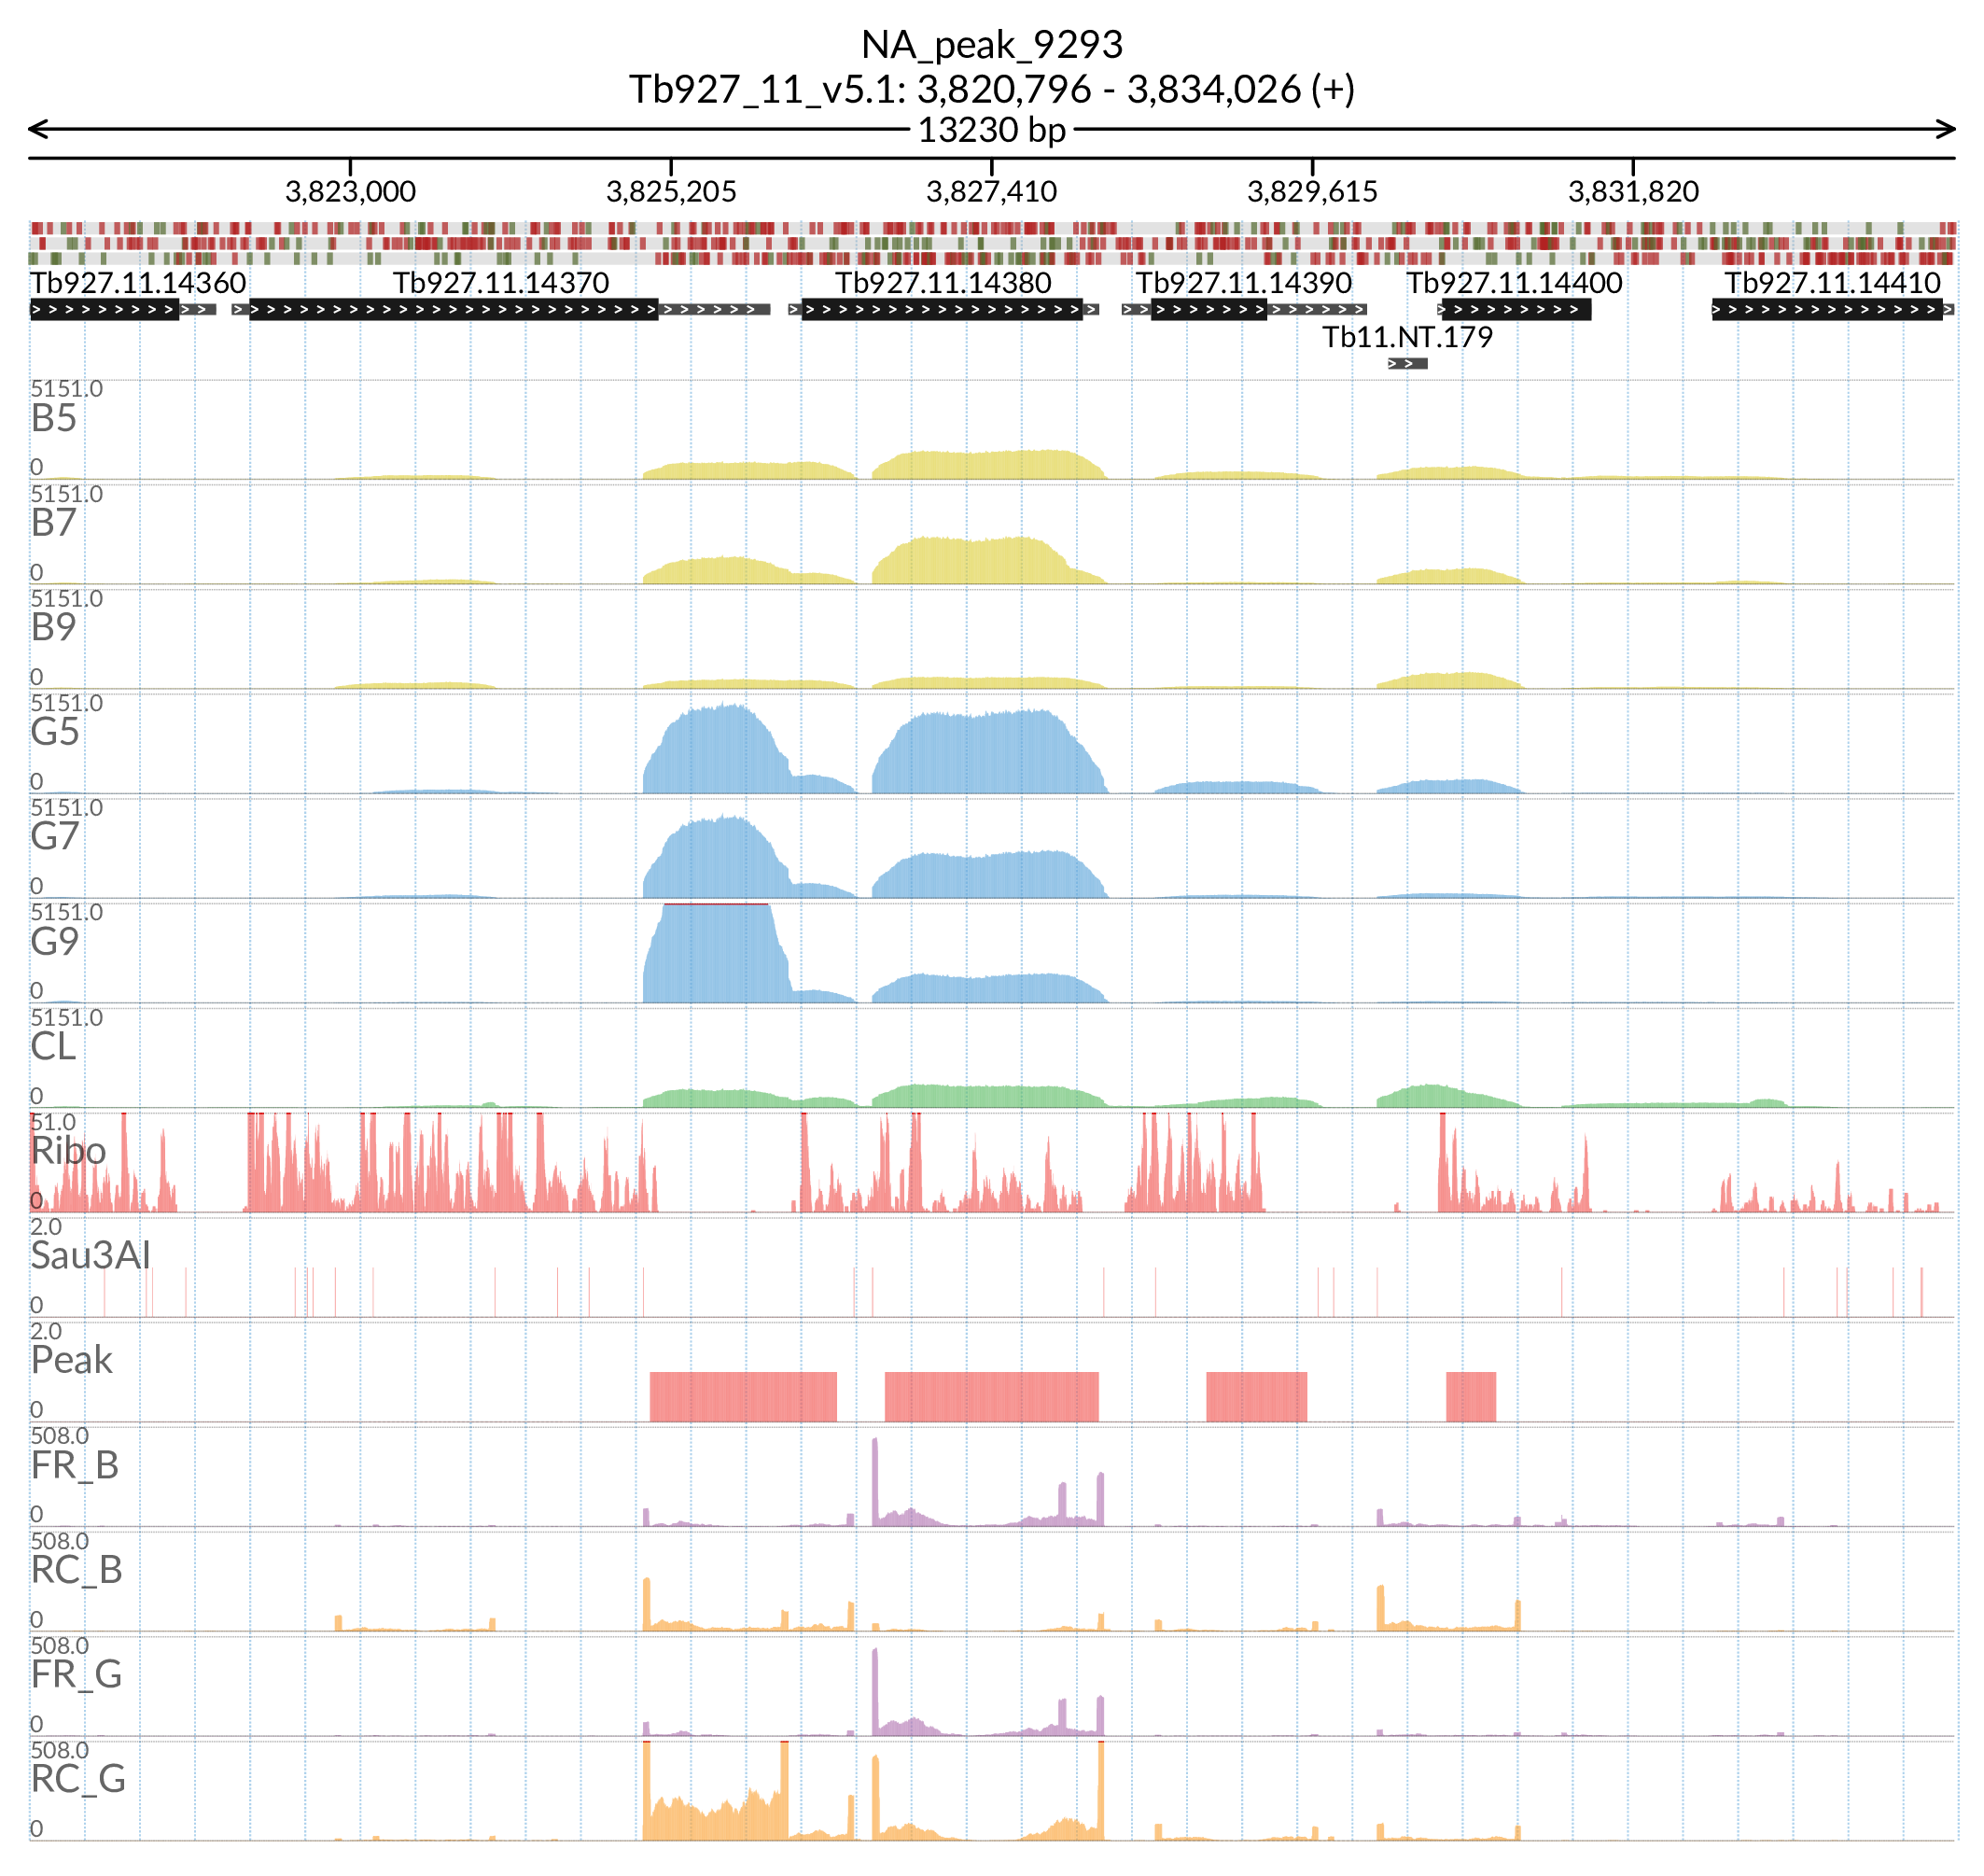 NA_peak_9293
Tb927_11_v5.1: 3,820,796 - 3,834,026 (+)
13230 bp
3,823,000 3,825,205 3,827,410 3,829,615 3,831,820
Tb927.11.14360 Tb927.11.14370 Tb927.11.14380 Tb927.11.14390 Tb927.11.14400 Tb927.11.14410
Tb11.NT.179
5151.0
B5
0
5151.0
B7
0
5151.0
B9
0
5151.0
G5
0
5151.0
G7
0
5151.0
G9
0
5151.0
CL
0
51.0
Ribo
0
2.0
Sau3AI
0
2.0
Peak
0
508.0
FR_B
0
508.0
RC_B
0
508.0
FR_G
0
508.0
RC_G
0